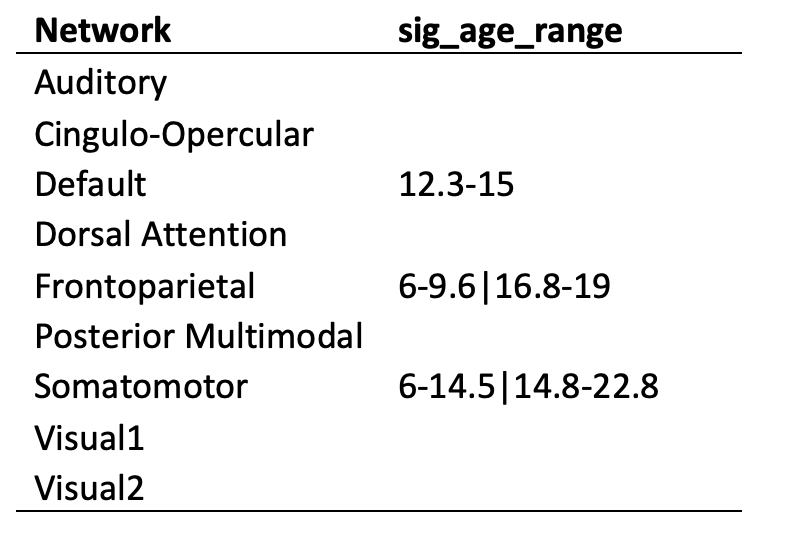 Network sig_age_range
Auditory
Cingulo-Opercular
Default 12.3-15
Dorsal Attention
Frontoparietal 6-9.6|16.8-19
Posterior Multimodal
Somatomotor 6-14.5|14.8-22.8
Visual1
Visual2